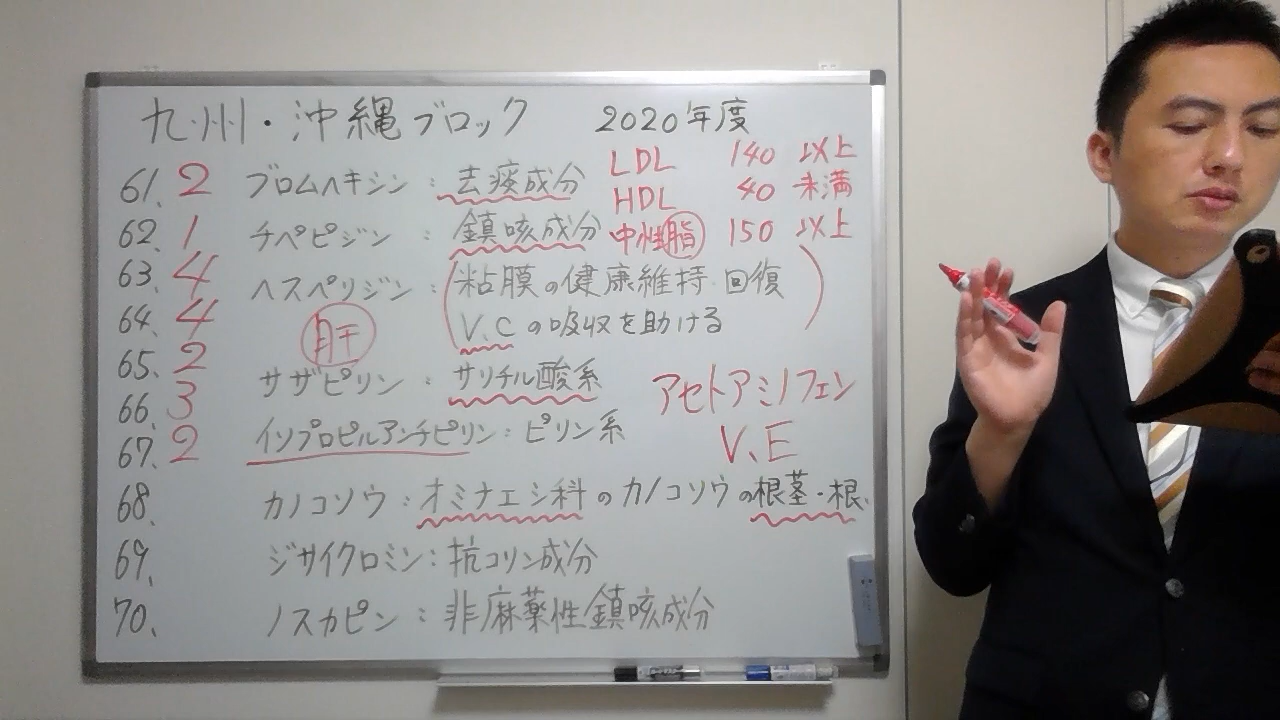 九州・沖縄ブロック 2020年度
LDL 140 以上
61. 2 ブロムヘキシン：去痰成分
HDL 40 未満
62. 1 チペピジン：鎮咳成分
中性脂 150 以上
63. 4 ヘスペリジン：粘膜の健康維持・回復
64. 4 V.Cの吸収を助ける
肝
65. 2 サザピリン：サリチル酸系
アセトアミノフェン
66. 3 イソプロピルアンチピリン：ピリン系
V.E
67. 2
68. カノコソウ：オミナエシ科のカノコソウの根茎・根.
69. ジサイクロミン：抗コリン成分
70. ノスカピン：非麻薬性鎮咳成分